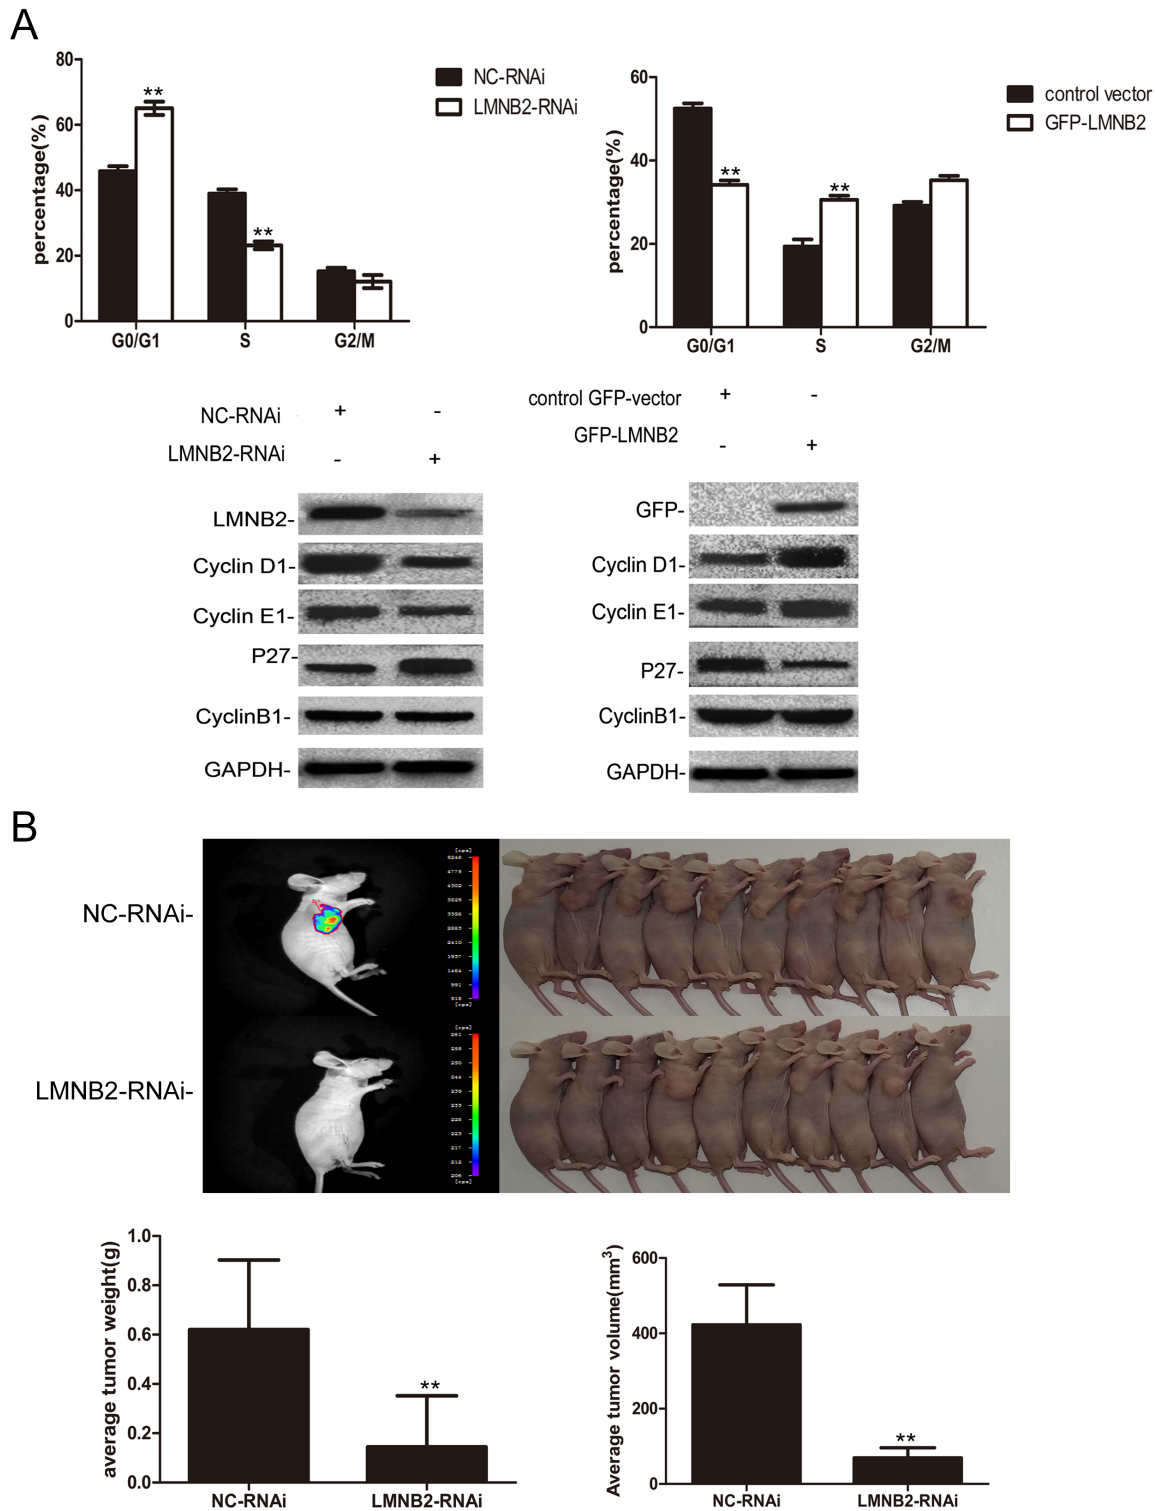 A
80
60
40
20
0
percentage(%)
**
**
G0/G1 S G2/M
NC-RNAi
LMNB2-RNAi
60
40
20
0
percentage(%)
**
**
G0/G1 S G2/M
control vector
GFP-LMNB2
NC-RNAi + -
LMNB2-RNAi - +
LMNB2-
Cyclin D1-
Cyclin E1-
P27-
CyclinB1-
GAPDH-
control GFP-vector + -
GFP-LMNB2 - +
GFP-
Cyclin D1-
Cyclin E1-
P27-
CyclinB1-
GAPDH-
B
NC-RNAi-
LMNB2-RNAi-
1.0
0.8
0.6
0.4
0.2
0.0
average tumor weight(g)
**
NC-RNAi LMNB2-RNAi
600
400
200
0
Average tumor volume(mm³)
**
NC-RNAi LMNB2-RNAi